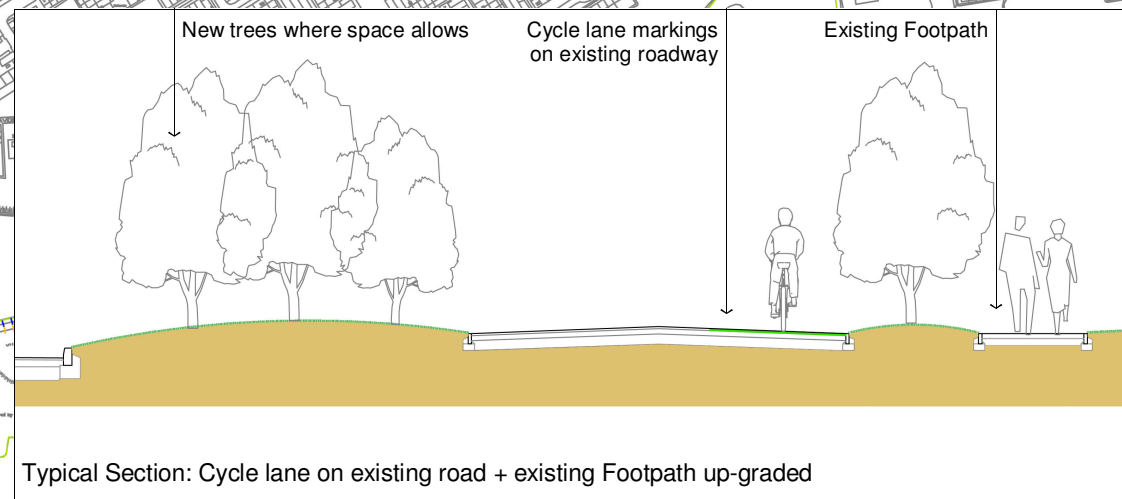 New trees where space allows
Cycle lane markings
on existing roadway
Existing Footpath
Typical Section: Cycle lane on existing road + existing Footpath up-graded